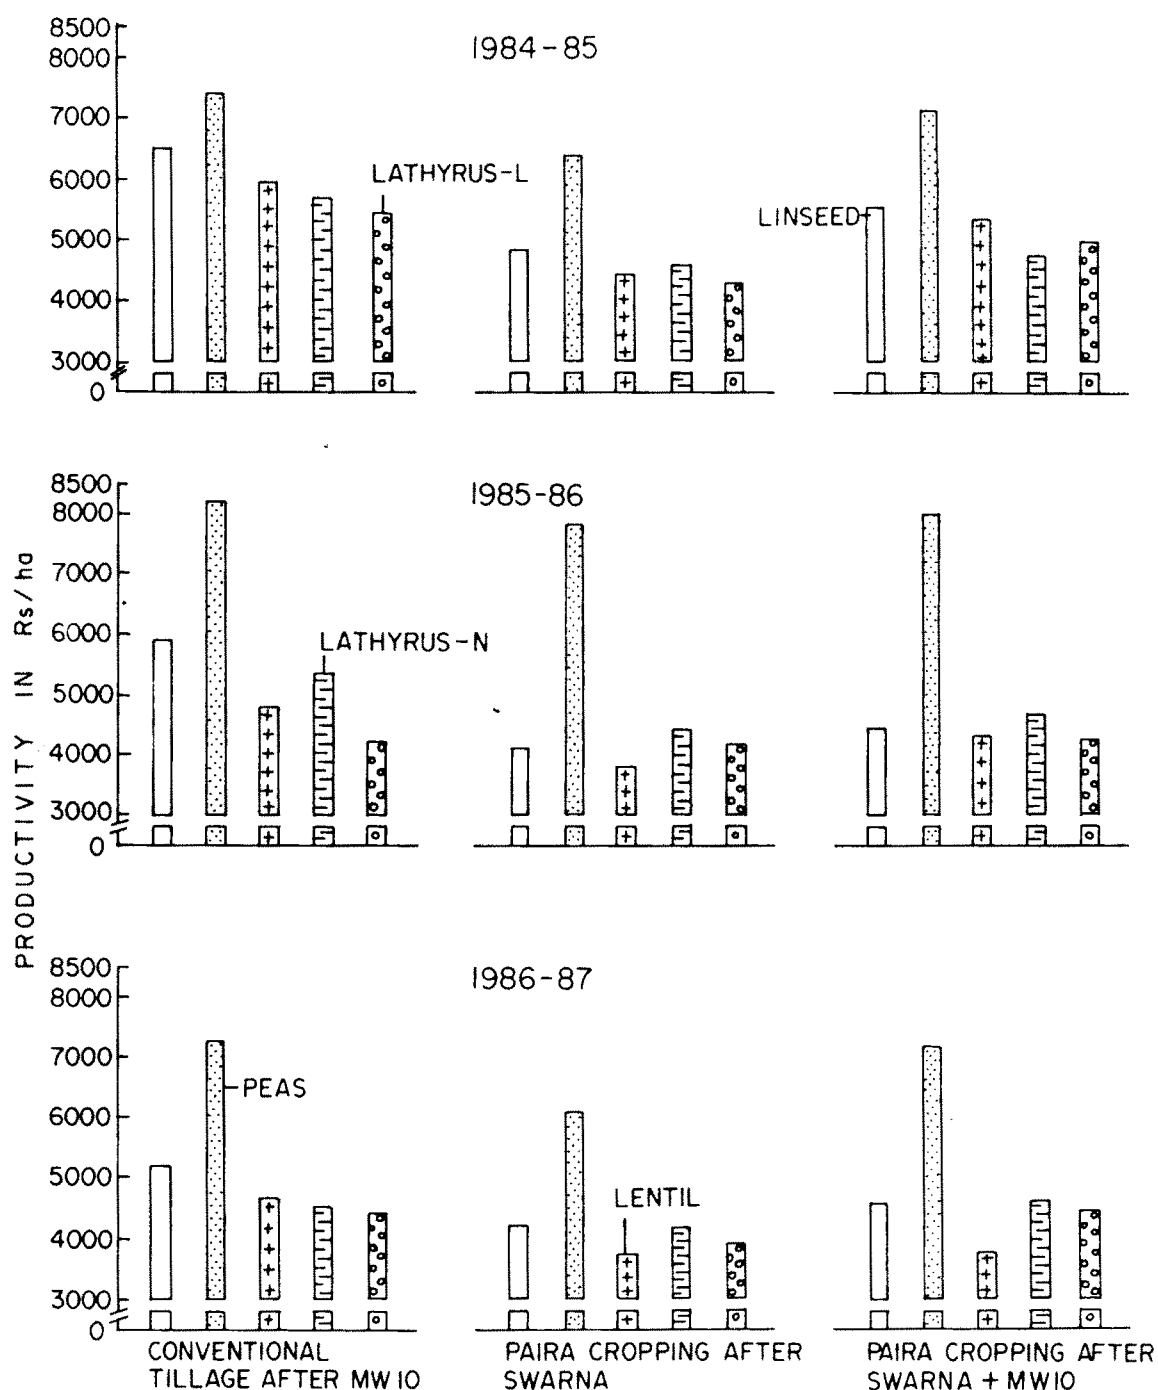 PRODUCTIVITY IN Rs/ha
1984-85
8500
8000
7000
6000
5000
4000
3000
0
LATHYRUS-L
LINSEED
1985-86
8500
8000
7000
6000
5000
4000
3000
0
LATHYRUS-N
1986-87
8500
8000
7000
6000
5000
4000
3000
0
PEAS
LENTIL
CONVENTIONAL
TILLAGE AFTER MW10
PAIRA CROPPING AFTER
SWARNA
PAIRA CROPPING AFTER
SWARNA + MW10